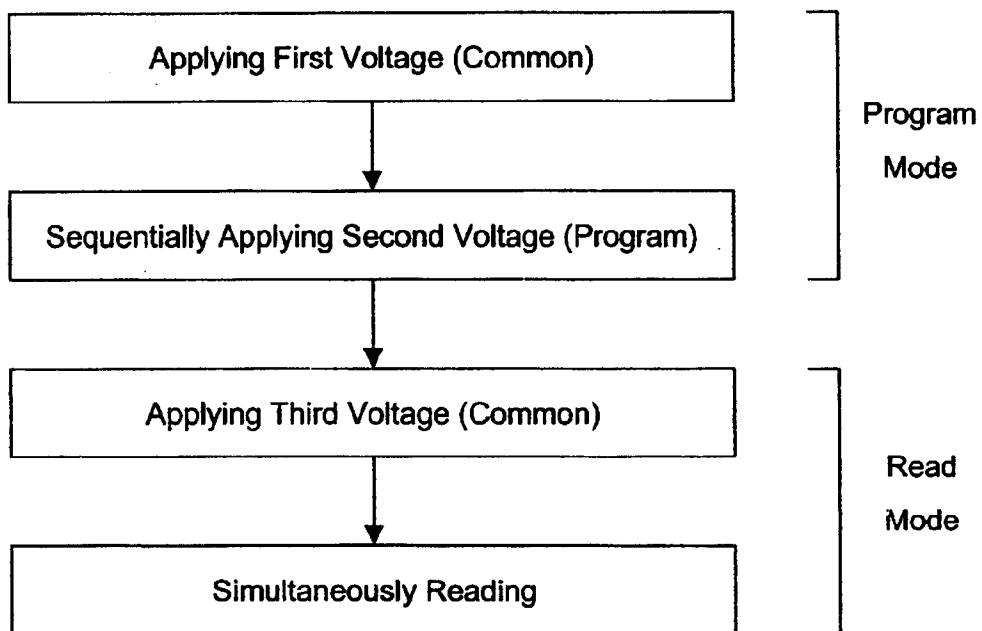 Applying First Voltage (Common)
Program
Mode
Sequentially Applying Second Voltage (Program)
Applying Third Voltage (Common)
Read
Mode
Simultaneously Reading